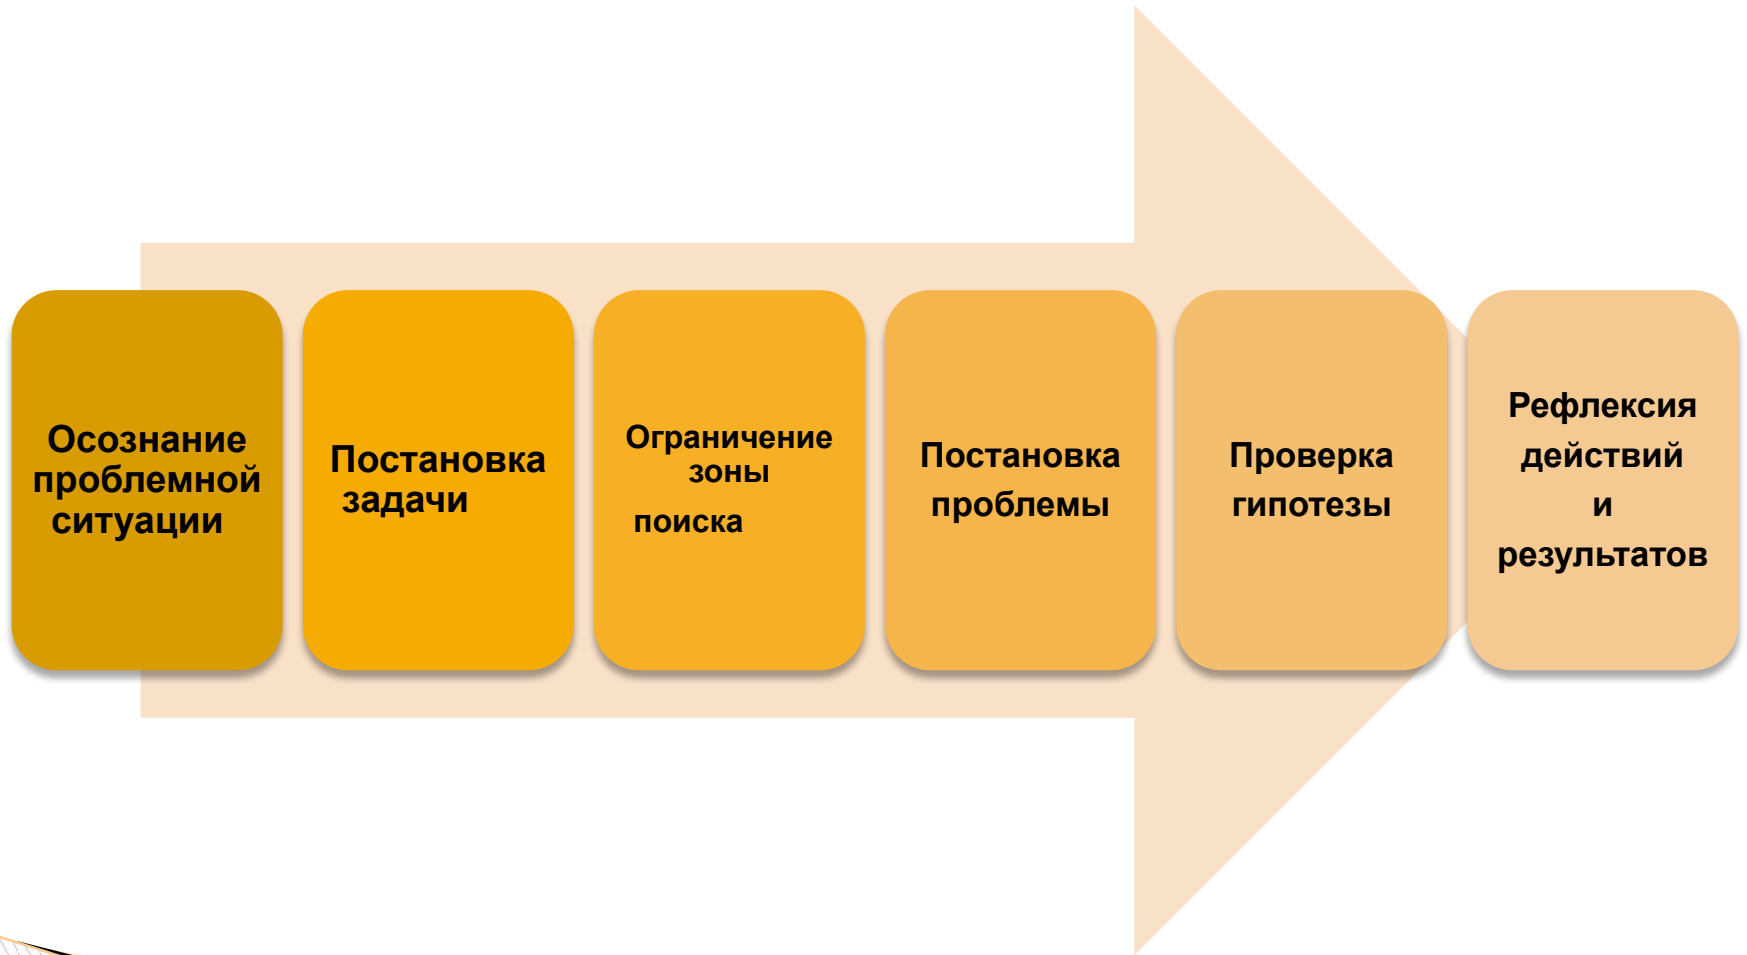 Осознание
проблемной
ситуации
Постановка
задачи
Ограничение
зоны
поиска
Постановка
проблемы
Проверка
гипотезы
Рефлексия
действий
и
результатов